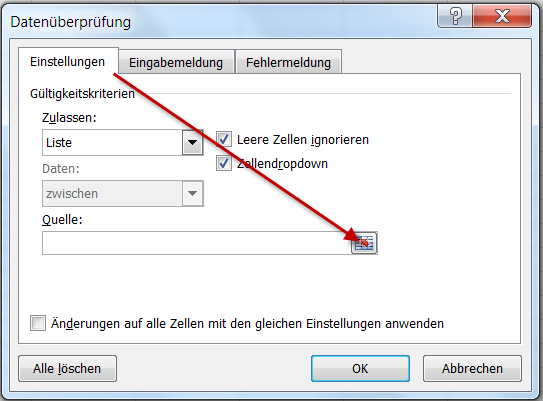 Datenüberprüfung
?
Einstellungen Eingabemeldung Fehlermeldung
Gültigkeitskriterien
Zulassen:
Liste
Leere Zellen ignorieren
Zellendropdown
Daten:
zwischen
Quelle:
Änderungen auf alle Zellen mit den gleichen Einstellungen anwenden
Alle löschen OK Abbrechen